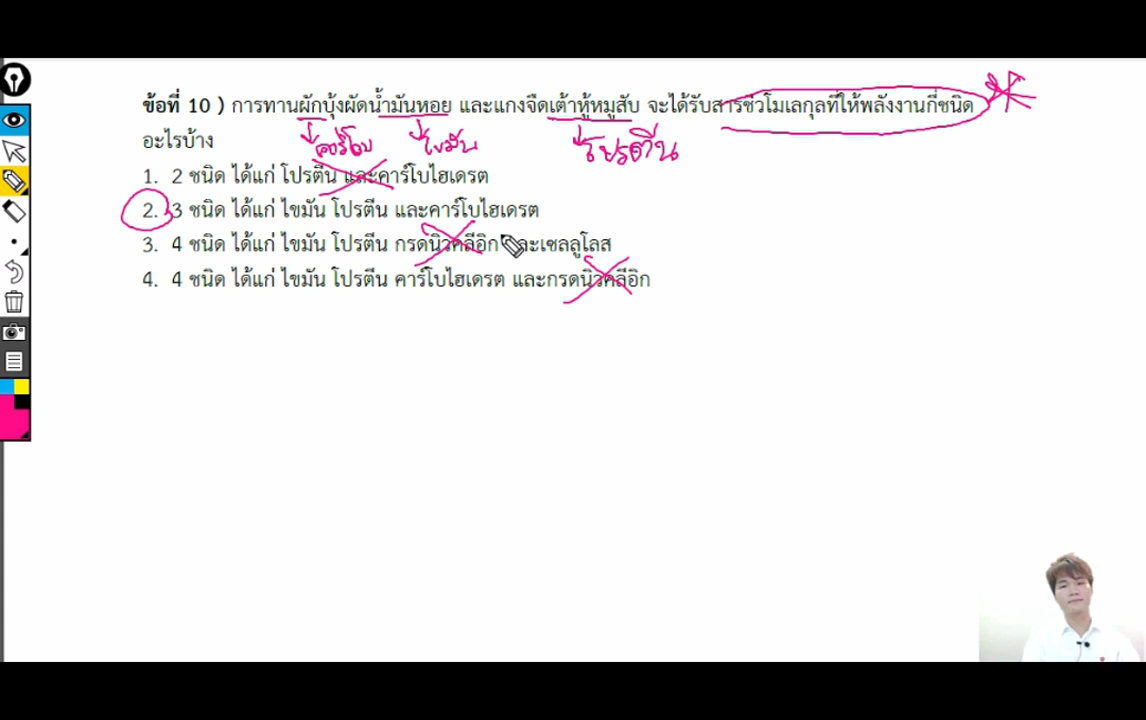 ข้อที่ 10 ) การทานผักบุ้งผัดน้ำมันหอย และแกงจืดเต้าหู้หมูสับ จะได้รับสารชีวโมเลกุลที่ให้พลังงานกี่ชนิด
อะไรบ้าง
คาร์โบ ไขมัน โปรตีน
1. 2 ชนิด ได้แก่ โปรตีน และคาร์โบไฮเดรต
2. 3 ชนิด ได้แก่ ไขมัน โปรตีน และคาร์โบไฮเดรต
3. 4 ชนิด ได้แก่ ไขมัน โปรตีน กรดนิวคลีอิก และเซลลูโลส
4. 4 ชนิด ได้แก่ ไขมัน โปรตีน คาร์โบไฮเดรต และกรดนิวคลีอิก